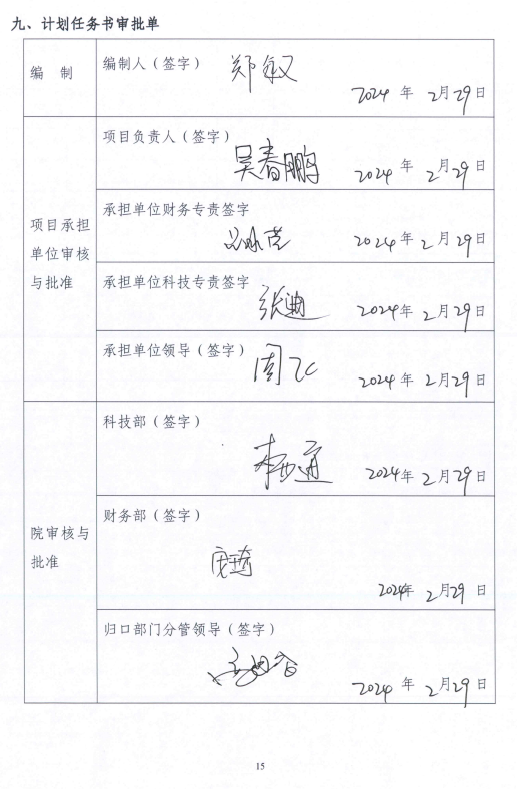 九、计划任务书审批单
编 制
编制人（签字） 郑叙
2024 年 2月29日
项目承担
单位审核
与批准
项目负责人（签字）
吴春鹏
2024 年 2月29日
承担单位财务专责签字
2024 年 2月29日
承担单位科技专责签字
张迪
2024 年 2月29日
承担单位领导（签字）
周飞
2024 年 2月29日
院审核与
批准
科技部（签字）
2024 年 2月29日
财务部（签字）
2024年 2月29日
归口部门分管领导（签字）
2024 年 2月29日
15